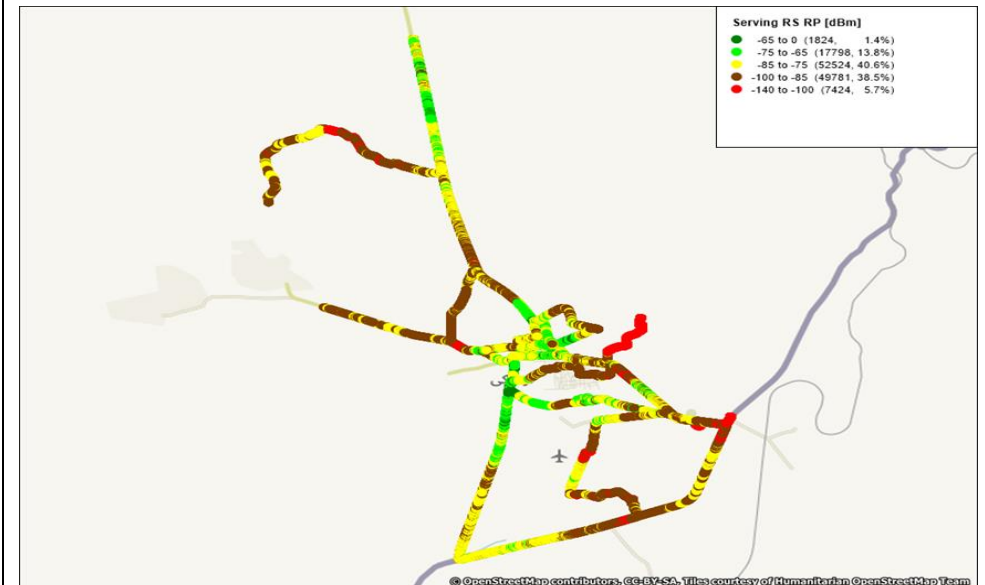 Serving RS RP [dBm]
-65 to 0 (1824, 1.4%)
-75 to -65 (17798, 13.8%)
-85 to -75 (52524, 40.6%)
-100 to -85 (49781, 38.5%)
-140 to -100 (7424, 5.7%)
© OpenStreetMap contributors, CC-BY-SA, Tiles courtesy of Humanitarian OpenStreetMap Team